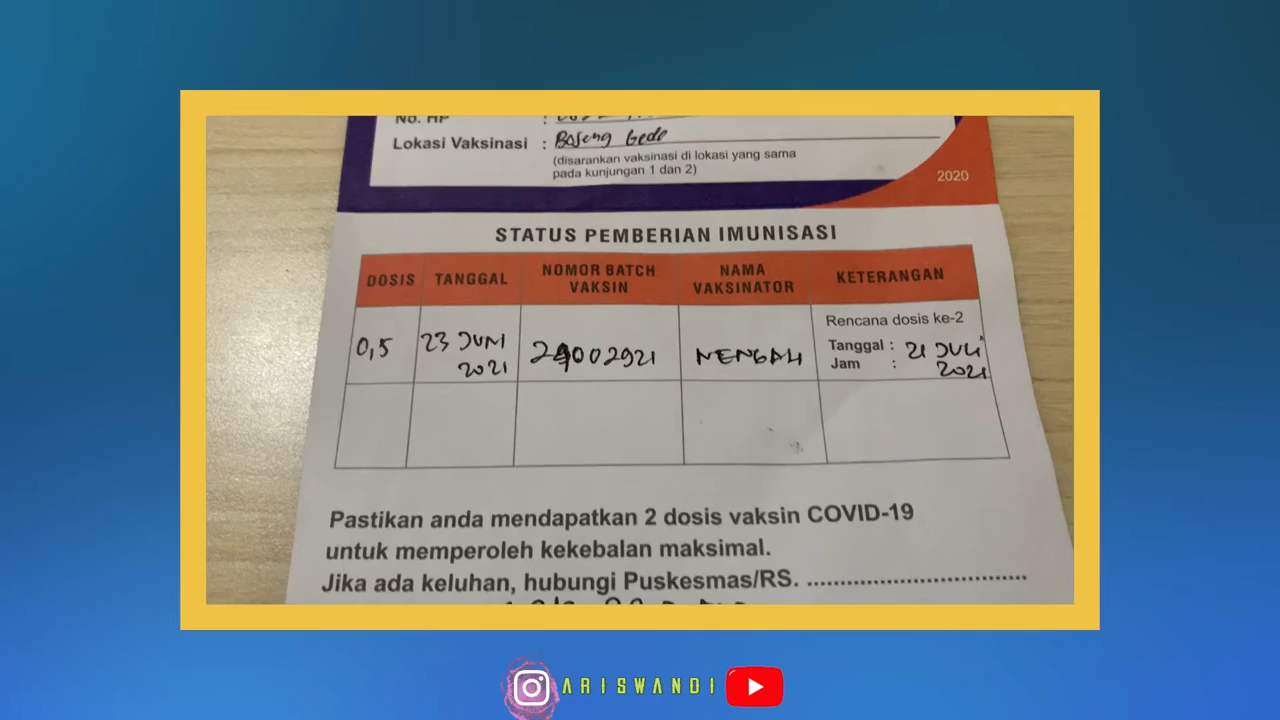 No. HP :
Lokasi Vaksinasi : Bojong Gede
(disarankan vaksinasi di lokasi yang sama
pada kunjungan 1 dan 2)
2020
STATUS PEMBERIAN IMUNISASI
DOSIS TANGGAL NOMOR BATCH VAKSIN NAMA VAKSINATOR KETERANGAN
Rencana dosis ke-2
0,5 23 JUNI 2021 NENGAH Tanggal : 21 JULI
Jam : 2021
Pastikan anda mendapatkan 2 dosis vaksin COVID-19
untuk memperoleh kekebalan maksimal.
Jika ada keluhan, hubungi Puskesmas/RS. ................................
ARISWANDI